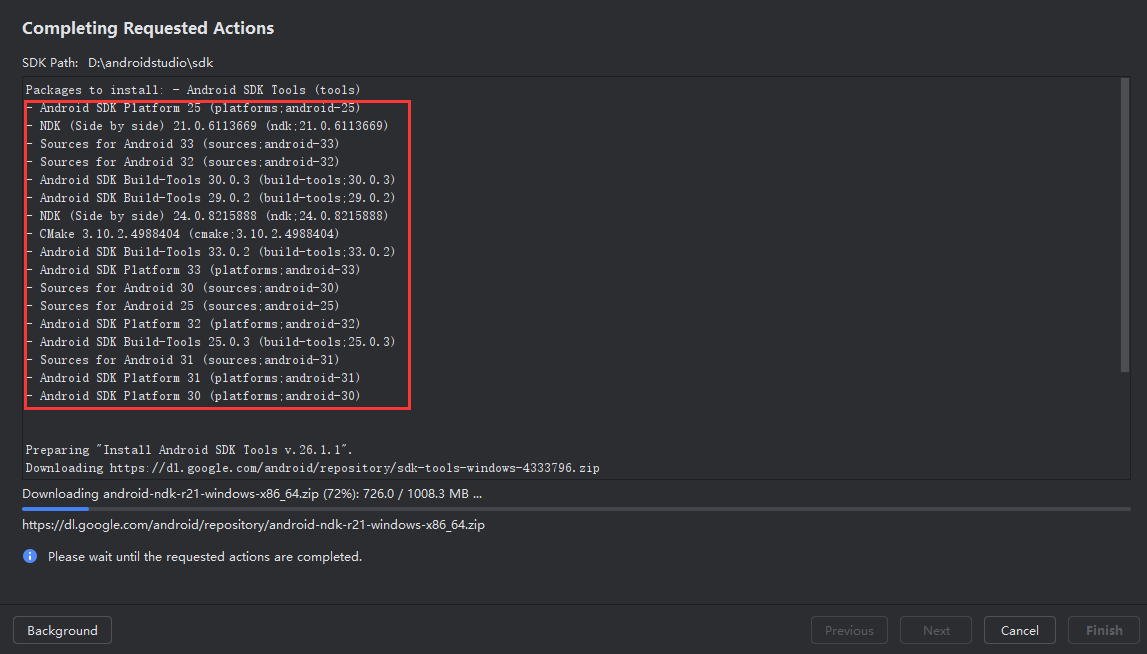 Completing Requested Actions
SDK Path: D:\androidstudio\sdk
Packages to install: - Android SDK Tools (tools)
- Android SDK Platform 25 (platforms;android-25)
- NDK (Side by side) 21.0.6113669 (ndk;21.0.6113669)
- Sources for Android 33 (sources;android-33)
- Sources for Android 32 (sources;android-32)
- Android SDK Build-Tools 30.0.3 (build-tools;30.0.3)
- Android SDK Build-Tools 29.0.2 (build-tools;29.0.2)
- NDK (Side by side) 24.0.8215888 (ndk;24.0.8215888)
- CMake 3.10.2.4988404 (cmake;3.10.2.4988404)
- Android SDK Build-Tools 33.0.2 (build-tools;33.0.2)
- Android SDK Platform 33 (platforms;android-33)
- Sources for Android 30 (sources;android-30)
- Sources for Android 25 (sources;android-25)
- Android SDK Platform 32 (platforms;android-32)
- Android SDK Build-Tools 25.0.3 (build-tools;25.0.3)
- Sources for Android 31 (sources;android-31)
- Android SDK Platform 31 (platforms;android-31)
- Android SDK Platform 30 (platforms;android-30)
Preparing "Install Android SDK Tools v.26.1.1".
Downloading https://dl.google.com/android/repository/sdk-tools-windows-4333796.zip
Downloading android-ndk-r21-windows-x86_64.zip (72%): 726.0 / 1008.3 MB ...
https://dl.google.com/android/repository/android-ndk-r21-windows-x86_64.zip
Please wait until the requested actions are completed.
Background Previous Next Cancel Finish